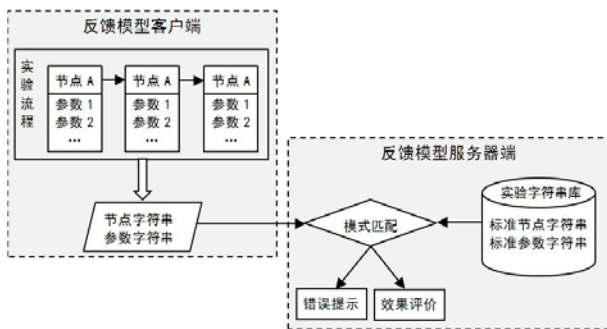 反馈模型客户端
实验流程
节点 A
参数 1
参数 2
...
节点 A
参数 1
参数 2
...
节点 A
参数 1
参数 2
...
节点字符串
参数字符串
反馈模型服务器端
模式匹配
实验字符串库
标准节点字符串
标准参数字符串
错误提示
效果评价